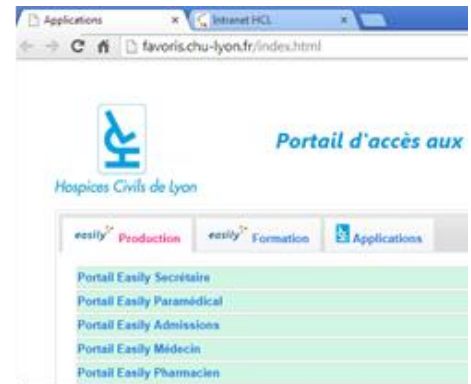 Applications
Intranet HCL
favoris.chu-lyon.fr/index.html
Portail d'accès aux
Hospices Civils de Lyon
easily Production easily Formation Applications
Portail Easily Secrétaire
Portail Easily Paramédical
Portail Easily Admissions
Portail Easily Médecin
Portail Easily Pharmacien